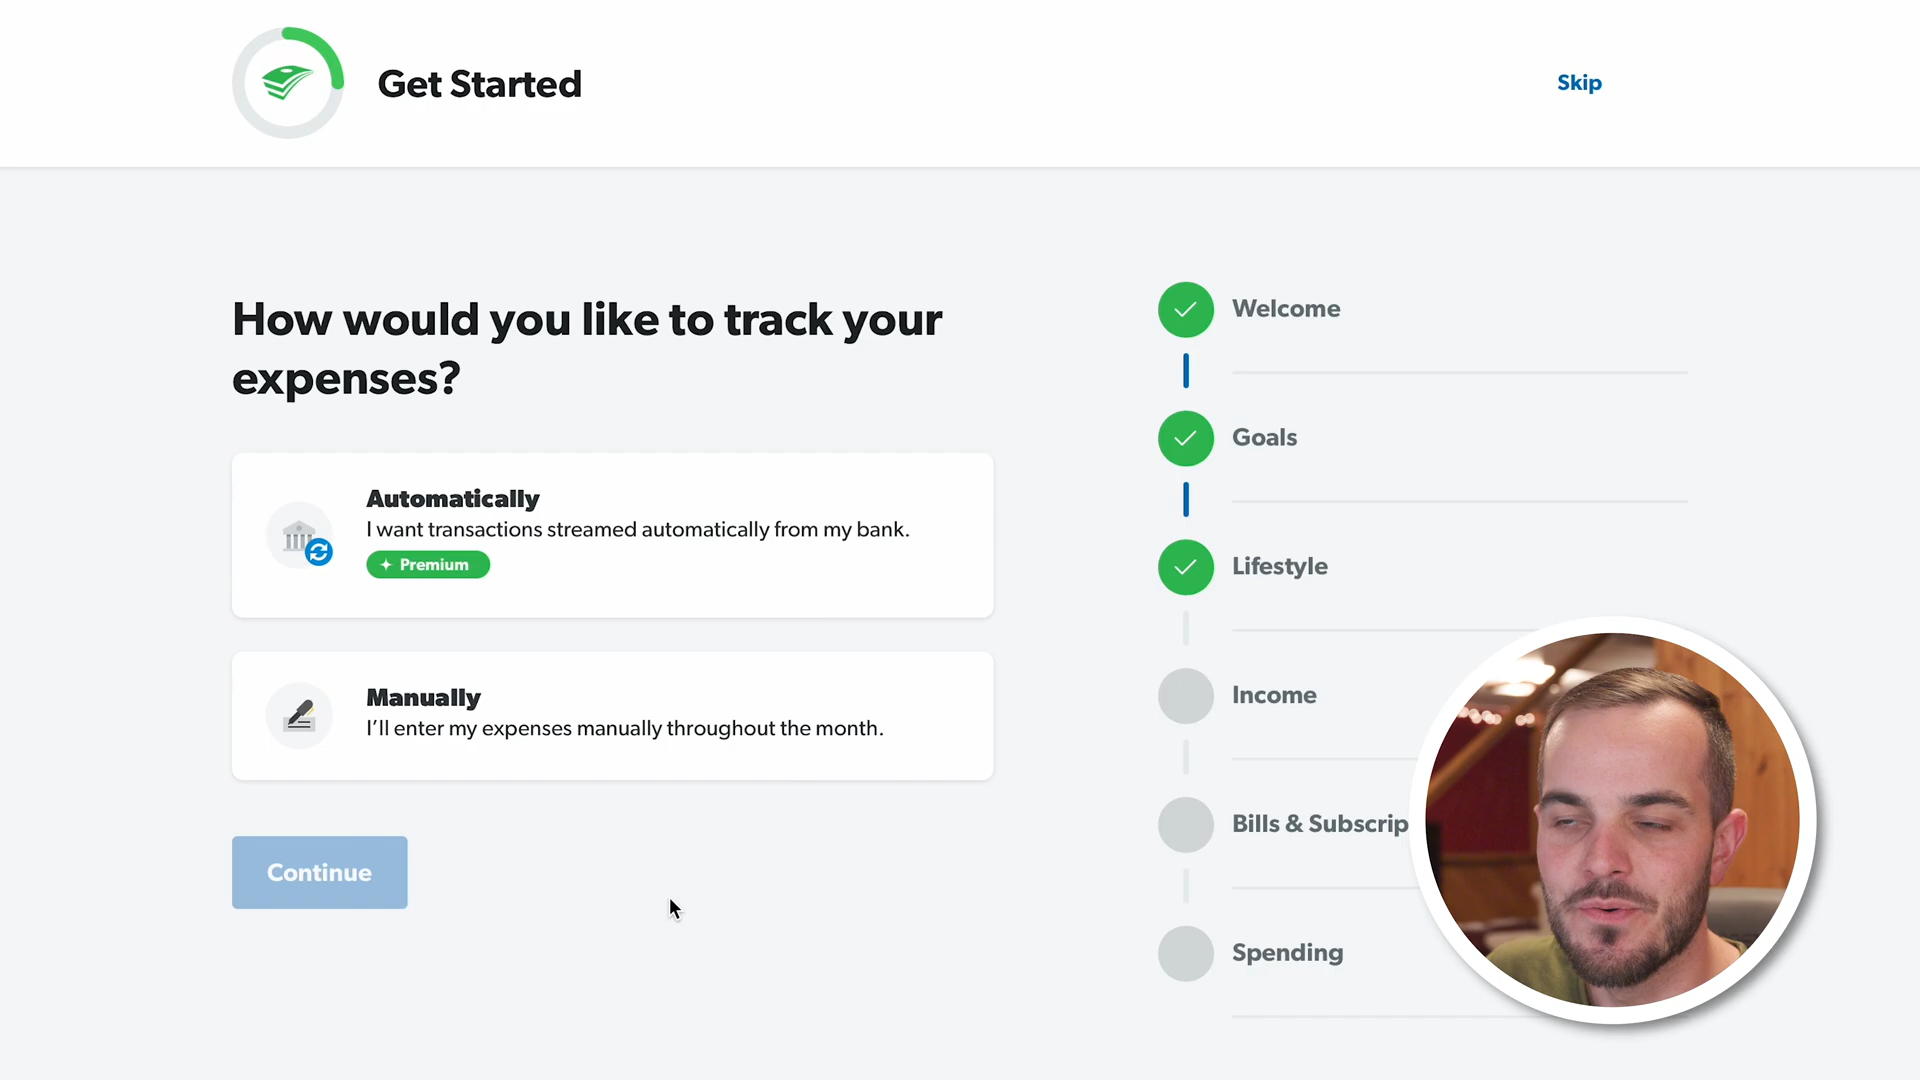 Get Started
Skip
How would you like to track your
expenses?
Automatically
I want transactions streamed automatically from my bank.
Premium
Manually
I’ll enter my expenses manually throughout the month.
Continue
Welcome
Goals
Lifestyle
Income
Bills & Subscrip
Spending